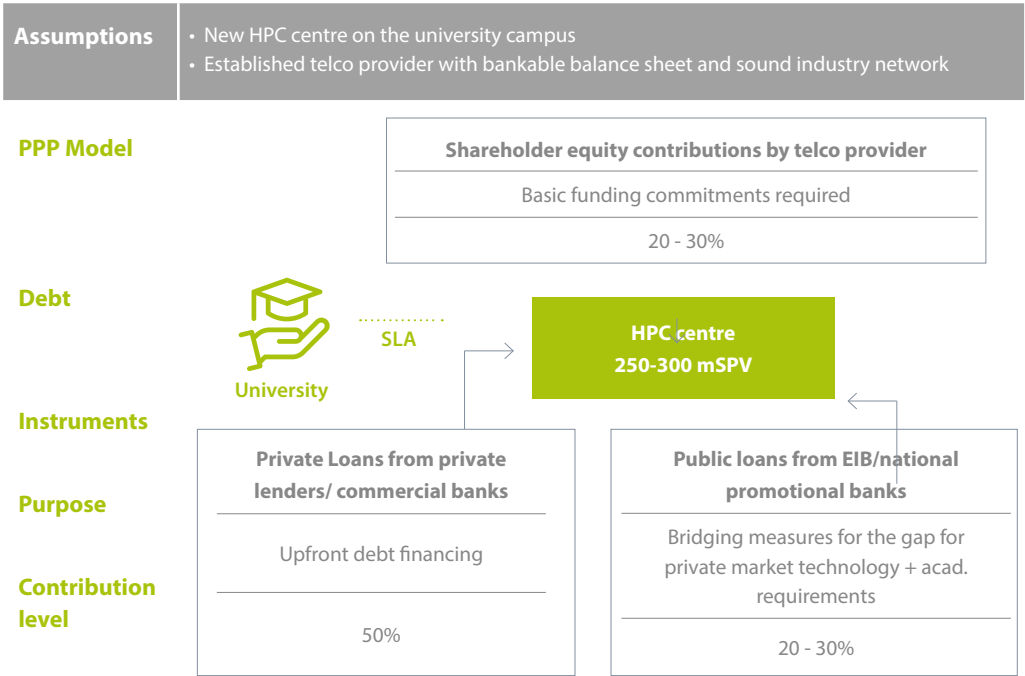 Assumptions
• New HPC centre on the university campus
• Established telco provider with bankable balance sheet and sound industry network
PPP Model
Shareholder equity contributions by telco provider
Basic funding commitments required
20 - 30%
Debt
University
SLA
HPC centre
250-300 mSPV
Instruments
Private Loans from private
lenders/ commercial banks
Public loans from EIB/national
promotional banks
Purpose
Upfront debt financing
Bridging measures for the gap for
private market technology + acad.
requirements
Contribution
level
50%
20 - 30%